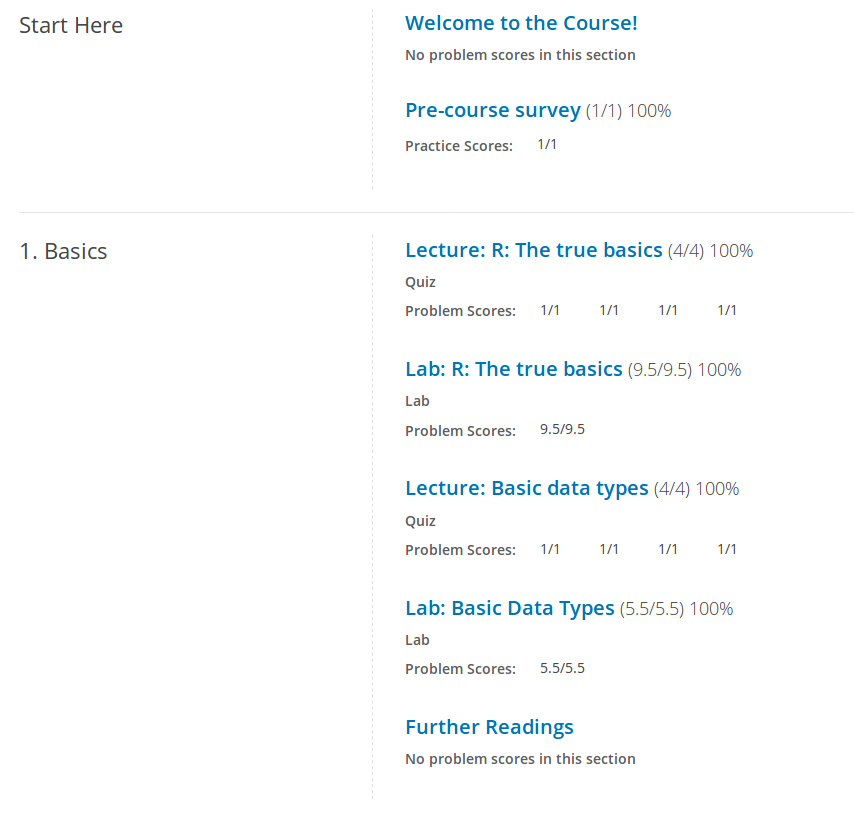 Start Here
Welcome to the Course!
No problem scores in this section
Pre-course survey (1/1) 100%
Practice Scores: 1/1
1. Basics
Lecture: R: The true basics (4/4) 100%
Quiz
Problem Scores: 1/1 1/1 1/1 1/1
Lab: R: The true basics (9.5/9.5) 100%
Lab
Problem Scores: 9.5/9.5
Lecture: Basic data types (4/4) 100%
Quiz
Problem Scores: 1/1 1/1 1/1 1/1
Lab: Basic Data Types (5.5/5.5) 100%
Lab
Problem Scores: 5.5/5.5
Further Readings
No problem scores in this section